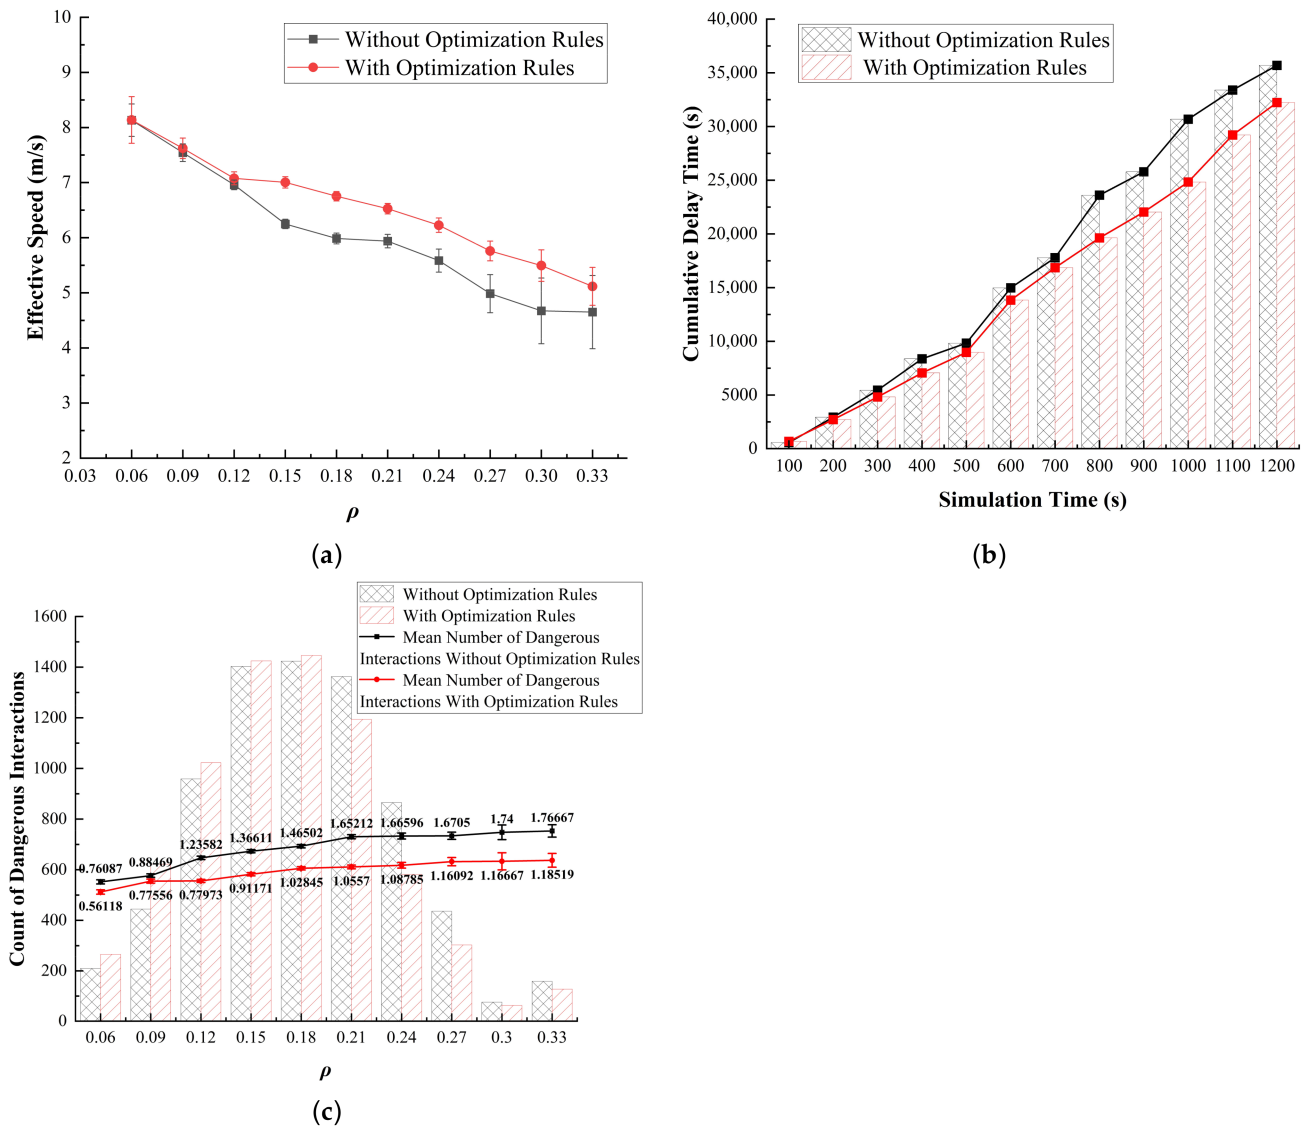 Without Optimization Rules
With Optimization Rules
10
9
8
7
6
5
4
3
2
Effective Speed (m/s)
0.03 0.06 0.09 0.12 0.15 0.18 0.21 0.24 0.27 0.30 0.33
ρ
(a)
Without Optimization Rules
With Optimization Rules
40,000
35,000
30,000
25,000
20,000
15,000
10,000
5000
0
Cumulative Delay Time (s)
100 200 300 400 500 600 700 800 900 1000 1100 1200
Simulation Time (s)
(b)
Without Optimization Rules
With Optimization Rules
Mean Number of Dangerous
Interactions Without Optimization Rules
Mean Number of Dangerous
Interactions With Optimization Rules
1600
1400
1200
1000
800
600
400
200
0
Count of Dangerous Interactions
0.76087 0.88469 1.23582 1.36611 1.46502 1.65212 1.66596 1.6705 1.74 1.76667
0.56118 0.77556 0.77973 0.91171 1.02845 1.0557 1.08785 1.16092 1.16667 1.18519
0.06 0.09 0.12 0.15 0.18 0.21 0.24 0.27 0.3 0.33
ρ
(c)